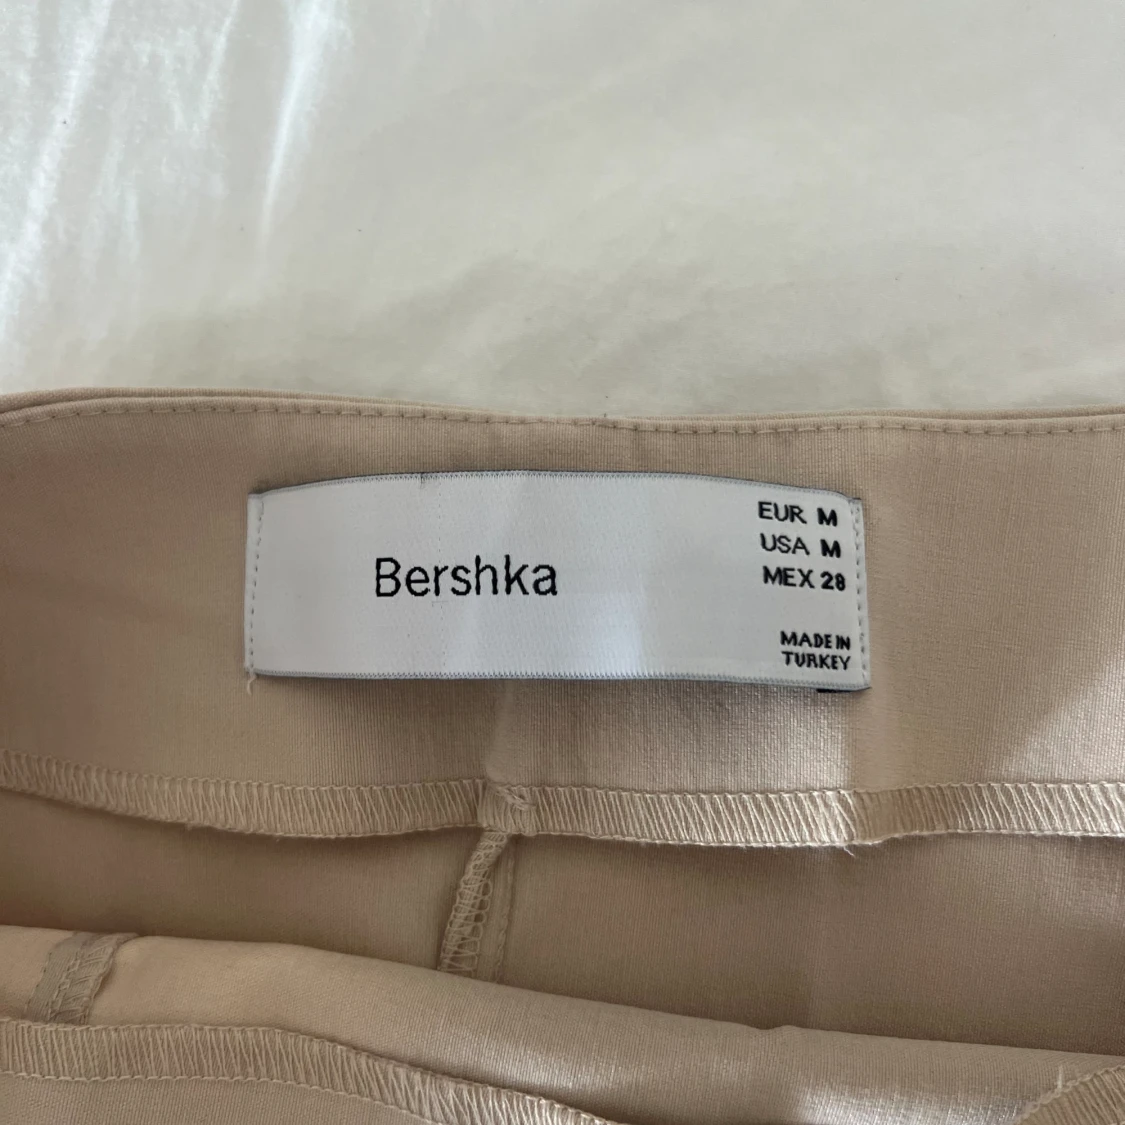 Bershka
EUR M
USA M
MEX 28
MADE IN
TURKEY